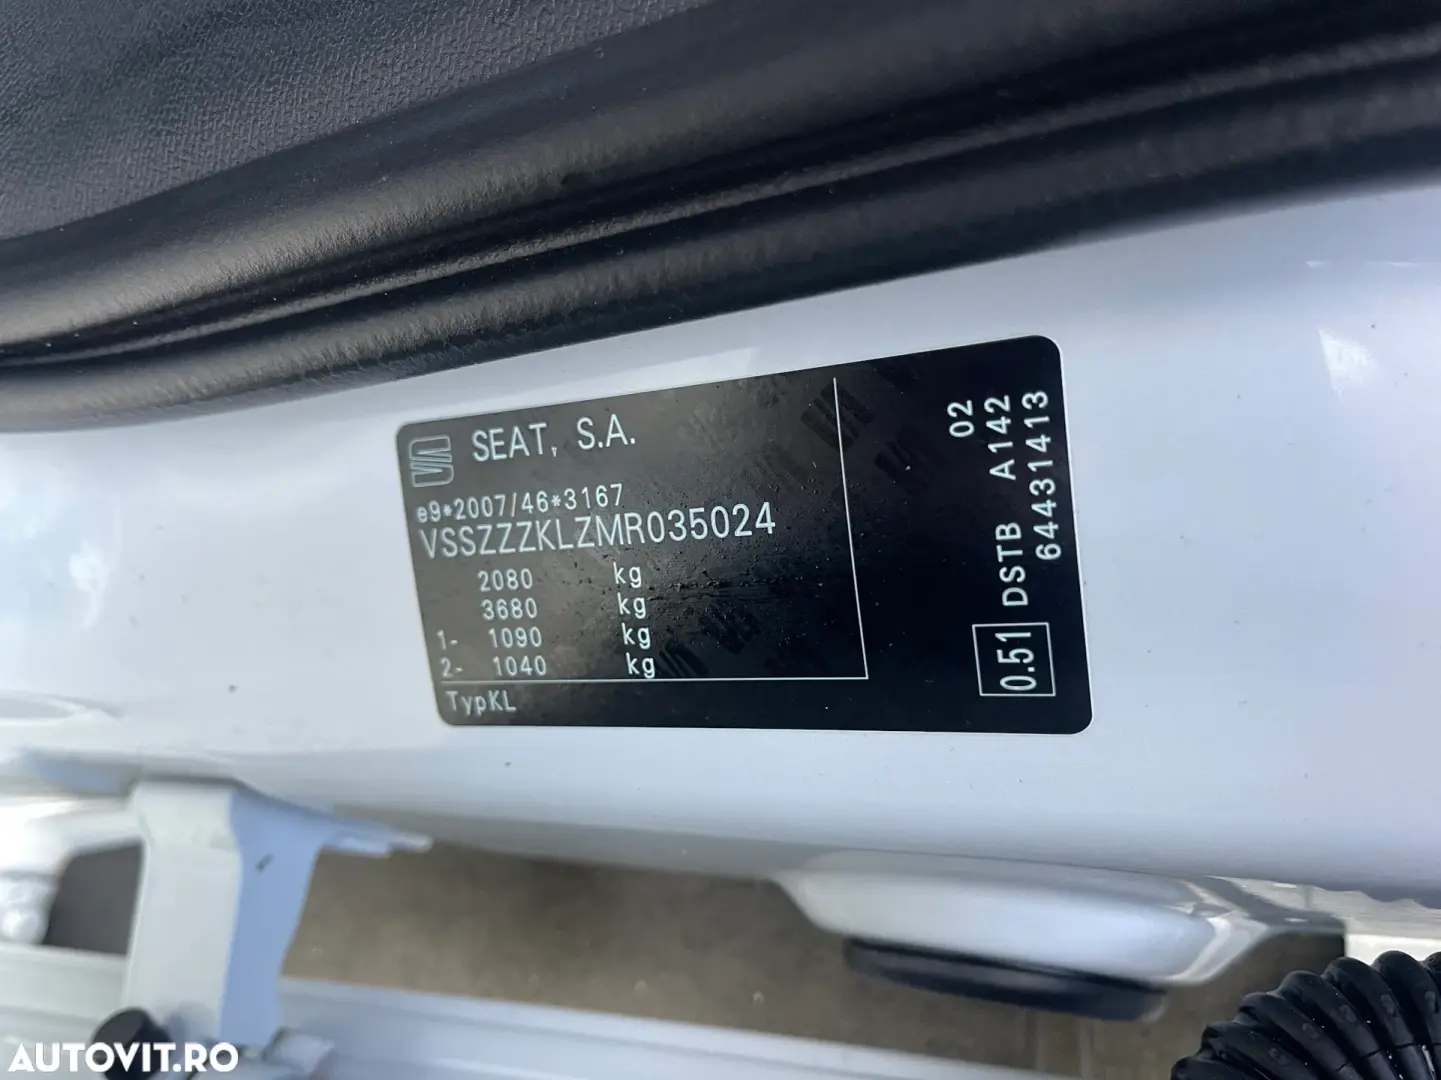 SEAT, S.A.
e9*2007/46*3167
VSSZZZKLZMR035024
2080 kg
3680 kg
1- 1090 kg
2- 1040 kg
TypKL
02
DSTB A142
64431413
0.51
AUTOVIT.RO